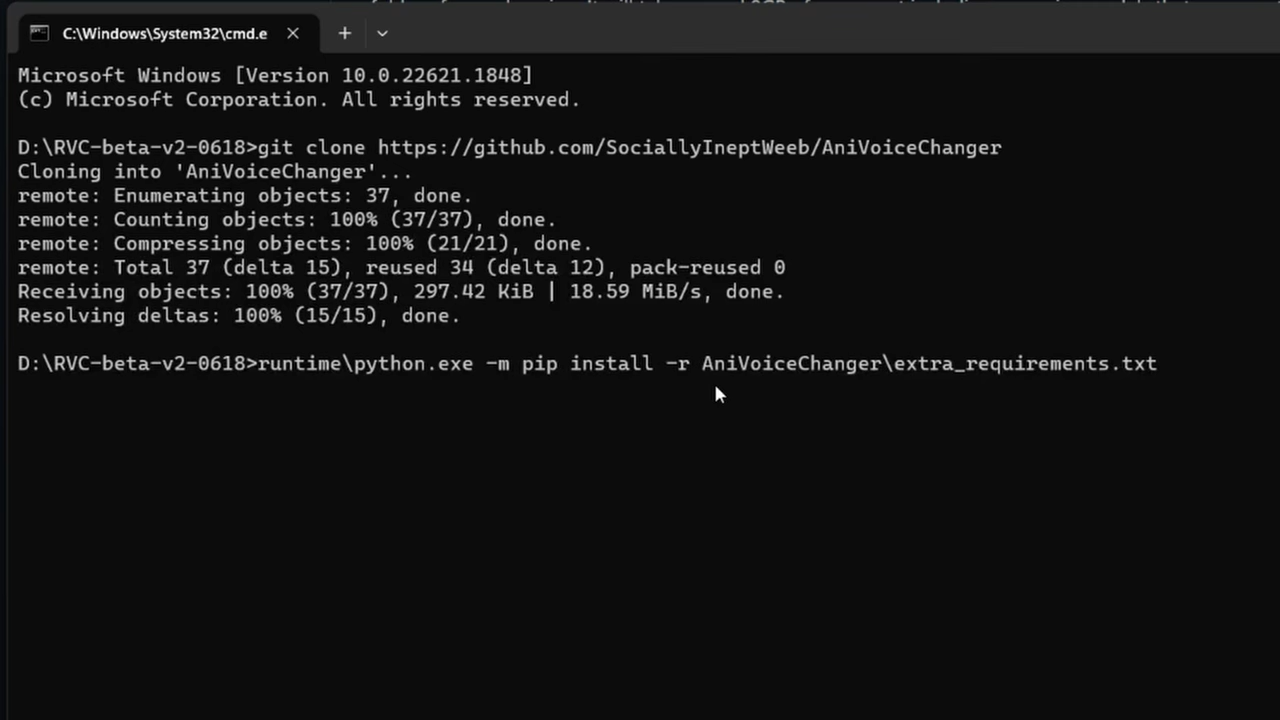 C:\Windows\System32\cmd.e
Microsoft Windows [Version 10.0.22621.1848]
(c) Microsoft Corporation. All rights reserved.
D:\RVC-beta-v2-0618>git clone https://github.com/SociallyIneptWeeb/AniVoiceChanger
Cloning into 'AniVoiceChanger'...
remote: Enumerating objects: 37, done.
remote: Counting objects: 100% (37/37), done.
remote: Compressing objects: 100% (21/21), done.
remote: Total 37 (delta 15), reused 34 (delta 12), pack-reused 0
Receiving objects: 100% (37/37), 297.42 KiB | 18.59 MiB/s, done.
Resolving deltas: 100% (15/15), done.
D:\RVC-beta-v2-0618>runtime\python.exe -m pip install -r AniVoiceChanger\extra_requirements.txt